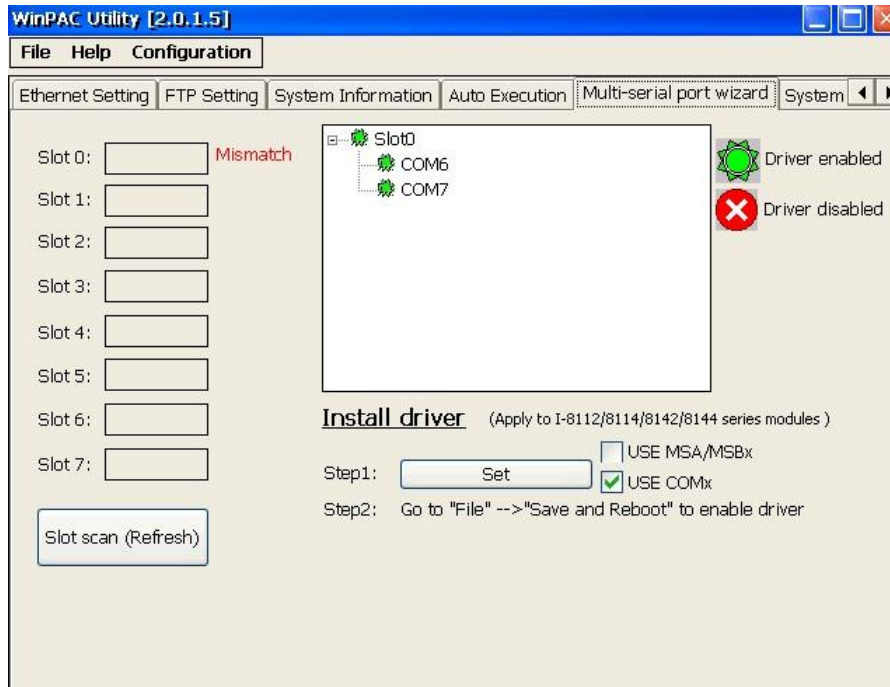 WinPAC Utility [2.0.1.5]
File Help Configuration
Ethernet Setting FTP Setting System Information Auto Execution Multi-serial port wizard System
Slot 0: Mismatch
Slot 1:
Slot 2:
Slot 3:
Slot 4:
Slot 5:
Slot 6:
Slot 7:
Slot scan (Refresh)
Slot0
COM6
COM7
Driver enabled
Driver disabled
Install driver (Apply to I-8112/8114/8142/8144 series modules )
USE MSA/MSBx
Step1: Set
USE COMx
Step2: Go to "File" -->"Save and Reboot" to enable driver